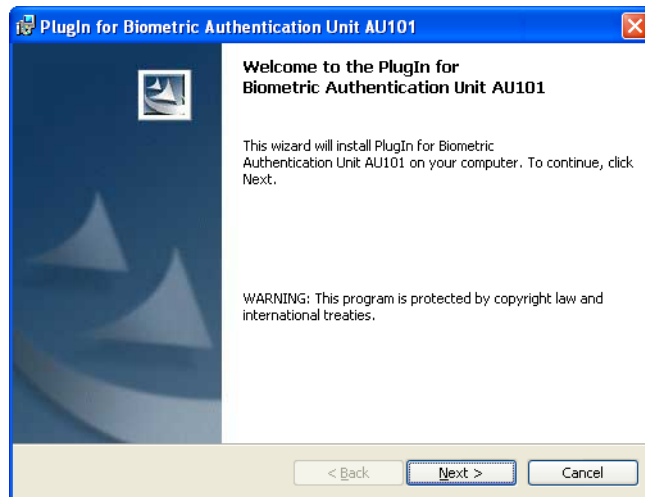 PlugIn for Biometric Authentication Unit AU101
Welcome to the PlugIn for
Biometric Authentication Unit AU101
This wizard will install PlugIn for Biometric
Authentication Unit AU101 on your computer. To continue, click
Next.
WARNING: This program is protected by copyright law and
international treaties.
< Back Next > Cancel